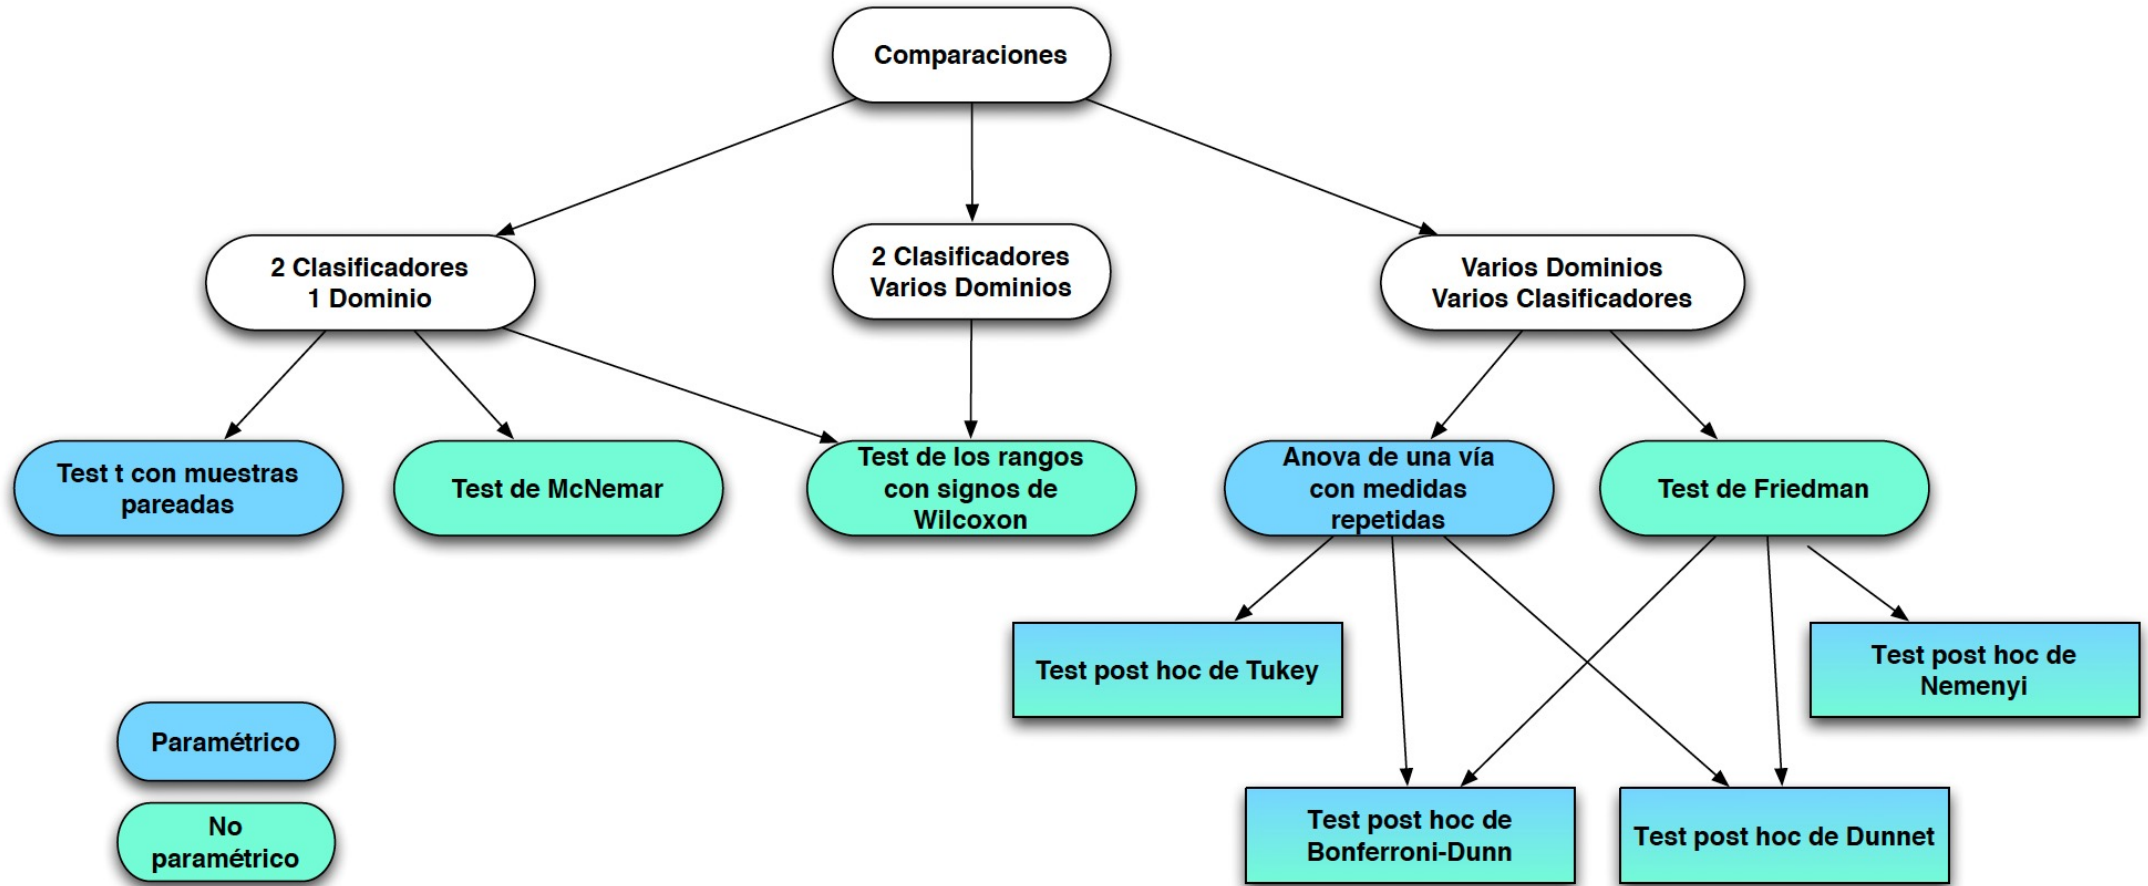 Comparaciones
2 Clasificadores
1 Dominio
2 Clasificadores
Varios Dominios
Varios Dominios
Varios Clasificadores
Test t con muestras
pareadas
Test de McNemar
Test de los rangos
con signos de
Wilcoxon
Anova de una vía
con medidas
repetidas
Test de Friedman
Test post hoc de Tukey
Test post hoc de
Nemenyi
Test post hoc de
Bonferroni-Dunn
Test post hoc de Dunnet
Paramétrico
No
paramétrico